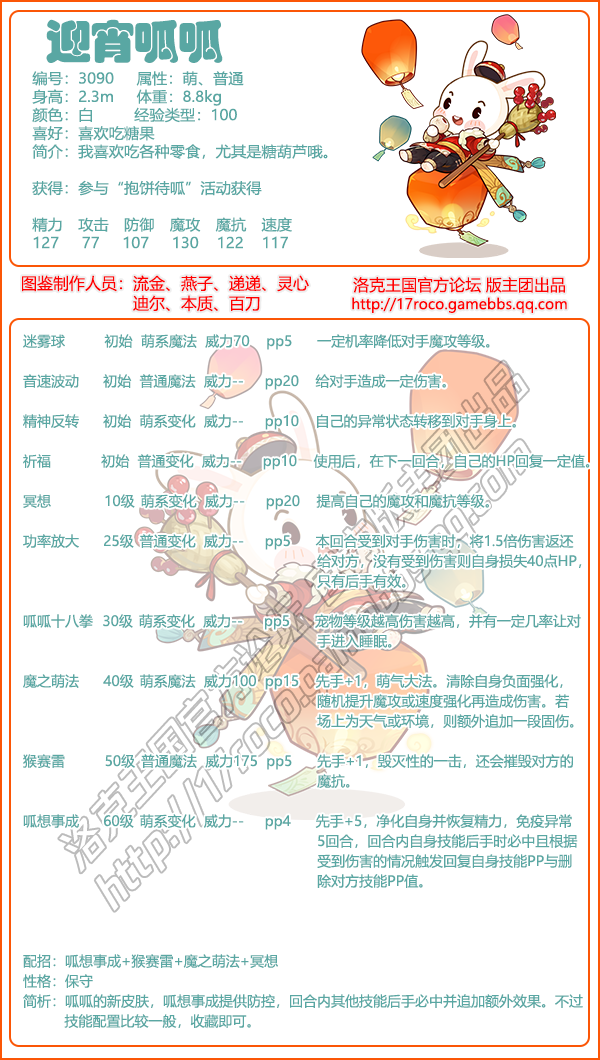 迎宵呱呱
编号：3090 属性：萌、普通
身高：2.3m 体重：8.8kg
颜色：白 经验类型：100
喜好：喜欢吃糖果
简介：我喜欢吃各种零食，尤其是糖葫芦哦。
获得：参与“抱饼待呱”活动获得
精力 攻击 防御 魔攻 魔抗 速度
127 77 107 130 122 117
图鉴制作人员：流金、燕子、递递、灵心
迪尔、本质、百刀
洛克王国官方论坛 版主团出品
http://17roco.gamebbs.qq.com
迷雾球 初始 萌系魔法 威力70 pp5 一定机率降低对手魔攻等级。
音速波动 初始 普通魔法 威力-- pp20 给对手造成一定伤害。
精神反转 初始 萌系变化 威力-- pp10 自己的异常状态转移到对手身上。
祈福 初始 普通变化 威力-- pp10 使用后，在下一回合，自己的HP回复一定值。
冥想 10级 萌系变化 威力-- pp20 提高自己的魔攻和魔抗等级。
功率放大 25级 普通变化 威力-- pp5 本回合受到对手伤害时，将1.5倍伤害返还
给对方，没有受到伤害则自身损失40点HP，
只有后手有效。
呱呱十八拳 30级 萌系变化 威力-- pp5 宠物等级越高伤害越高，并有一定几率让对
手进入睡眠。
魔之萌法 40级 萌系魔法 威力100 pp15 先手+1，萌气大法。清除自身负面强化，
随机提升魔攻或速度强化再造成伤害。若
场上为天气或环境，则额外追加一段固伤。
猴赛雷 50级 普通魔法 威力175 pp5 先手+1，毁灭性的一击，还会摧毁对方的
魔抗。
呱想事成 60级 萌系变化 威力-- pp4 先手+5，净化自身并恢复精力，免疫异常
5回合，回合内自身技能后手时必中且根据
受到伤害的情况触发回复自身技能PP与删
除对方技能PP值。
配招：呱想事成+猴赛雷+魔之萌法+冥想
性格：保守
简析：呱呱的新皮肤，呱想事成提供防控，回合内其他技能后手必中并追加额外效果。不过
技能配置比较一般，收藏即可。
洛克王国官方论坛 版主团出品
http://17roco.gamebbs.qq.com